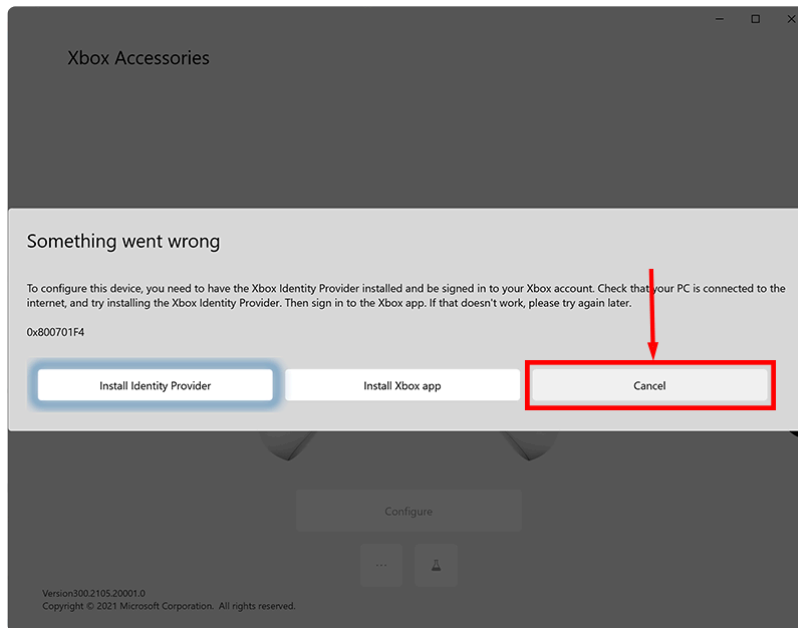 Xbox Accessories
Something went wrong
To configure this device, you need to have the Xbox Identity Provider installed and be signed in to your Xbox account. Check that your PC is connected to the
internet, and try installing the Xbox Identity Provider. Then sign in to the Xbox app. If that doesn't work, please try again later.
0x800701F4
Install Identity Provider
Install Xbox app
Cancel
Configure
...
Version300.2105.20001.0
Copyright © 2021 Microsoft Corporation. All rights reserved.